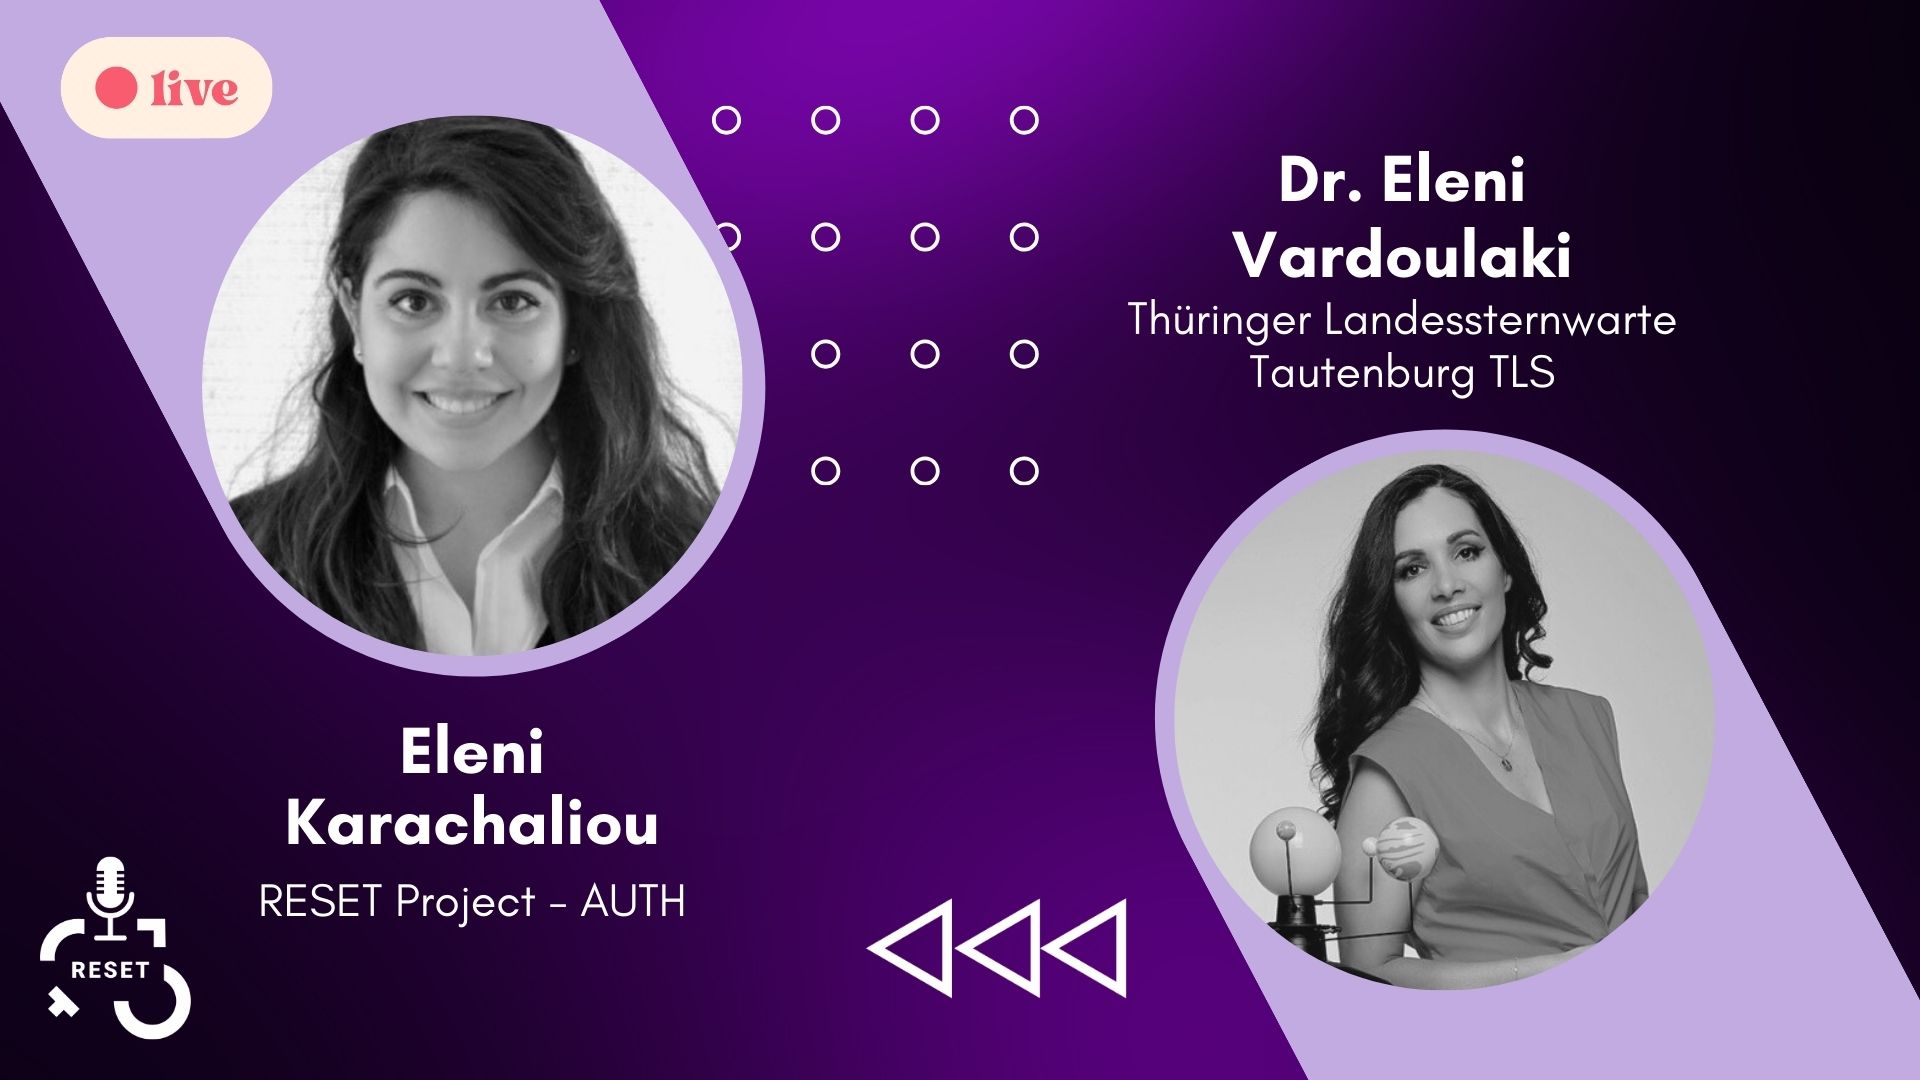 live
Dr. Eleni
Vardoulaki
Thüringer Landessternwarte
Tautenburg TLS
Eleni
Karachaliou
RESET Project - AUTH
RESET